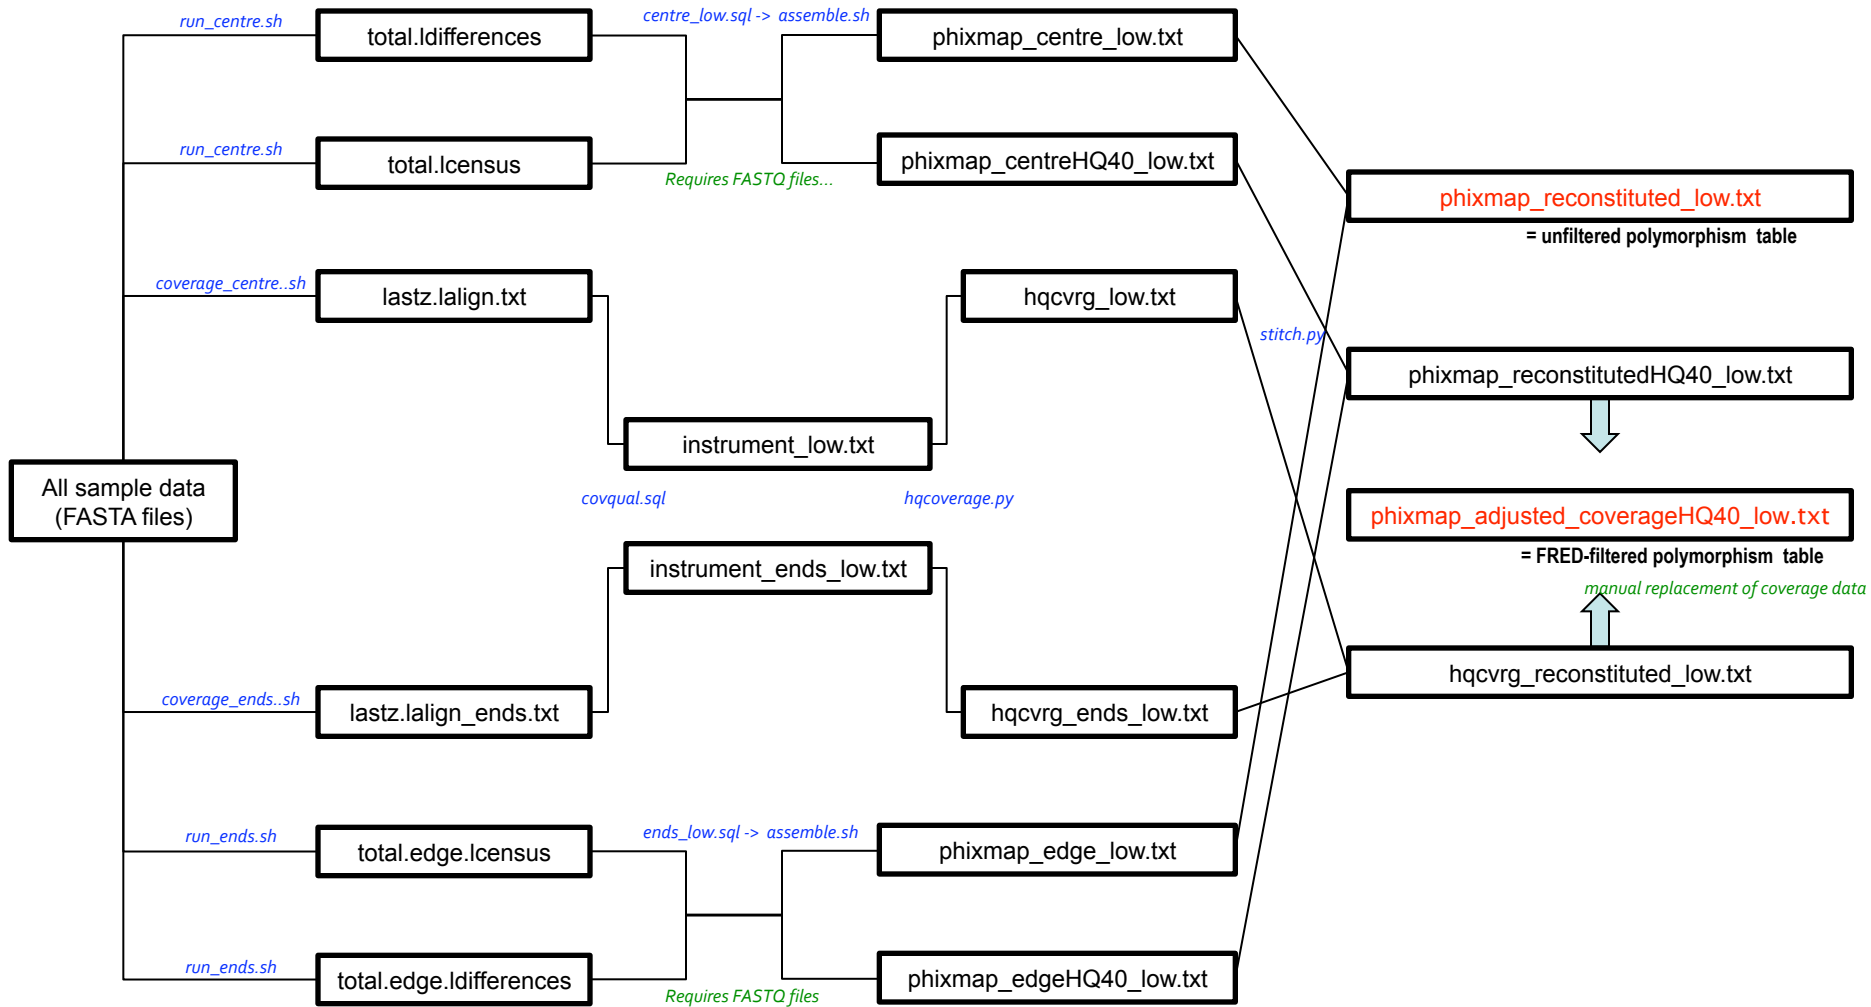 run_centre.sh
total.ldifferences
centre_low.sql -> assemble.sh
phixmap_centre_low.txt
run_centre.sh
total.lcensus
Requires FASTQ files...
phixmap_centreHQ40_low.txt
phixmap_reconstituted_low.txt
= unfiltered polymorphism table
coverage_centre..sh
lastz.lalign.txt
hqcvrg_low.txt
stitch.py
phixmap_reconstitutedHQ40_low.txt
instrument_low.txt
All sample data
(FASTA files)
covqual.sql
hqcoverage.py
phixmap_adjusted_coverageHQ40_low.txt
= FRED-filtered polymorphism table
instrument_ends_low.txt
manual replacement of coverage data
hqcvrg_reconstituted_low.txt
coverage_ends..sh
lastz.lalign_ends.txt
hqcvrg_ends_low.txt
run_ends.sh
total.edge.lcensus
ends_low.sql -> assemble.sh
phixmap_edge_low.txt
run_ends.sh
total.edge.ldifferences
Requires FASTQ files
phixmap_edgeHQ40_low.txt